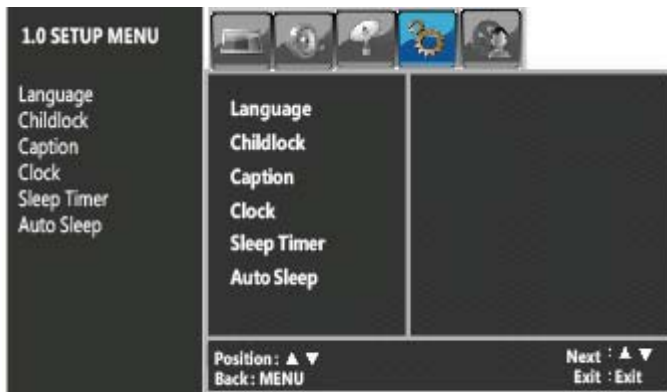 1.0 SETUP MENU
Language
Childlock
Caption
Clock
Sleep Timer
Auto Sleep
Language
Childlock
Caption
Clock
Sleep Timer
Auto Sleep
Position : ▲ ▼
Back : MENU
Next : ▲ ▼
Exit : Exit